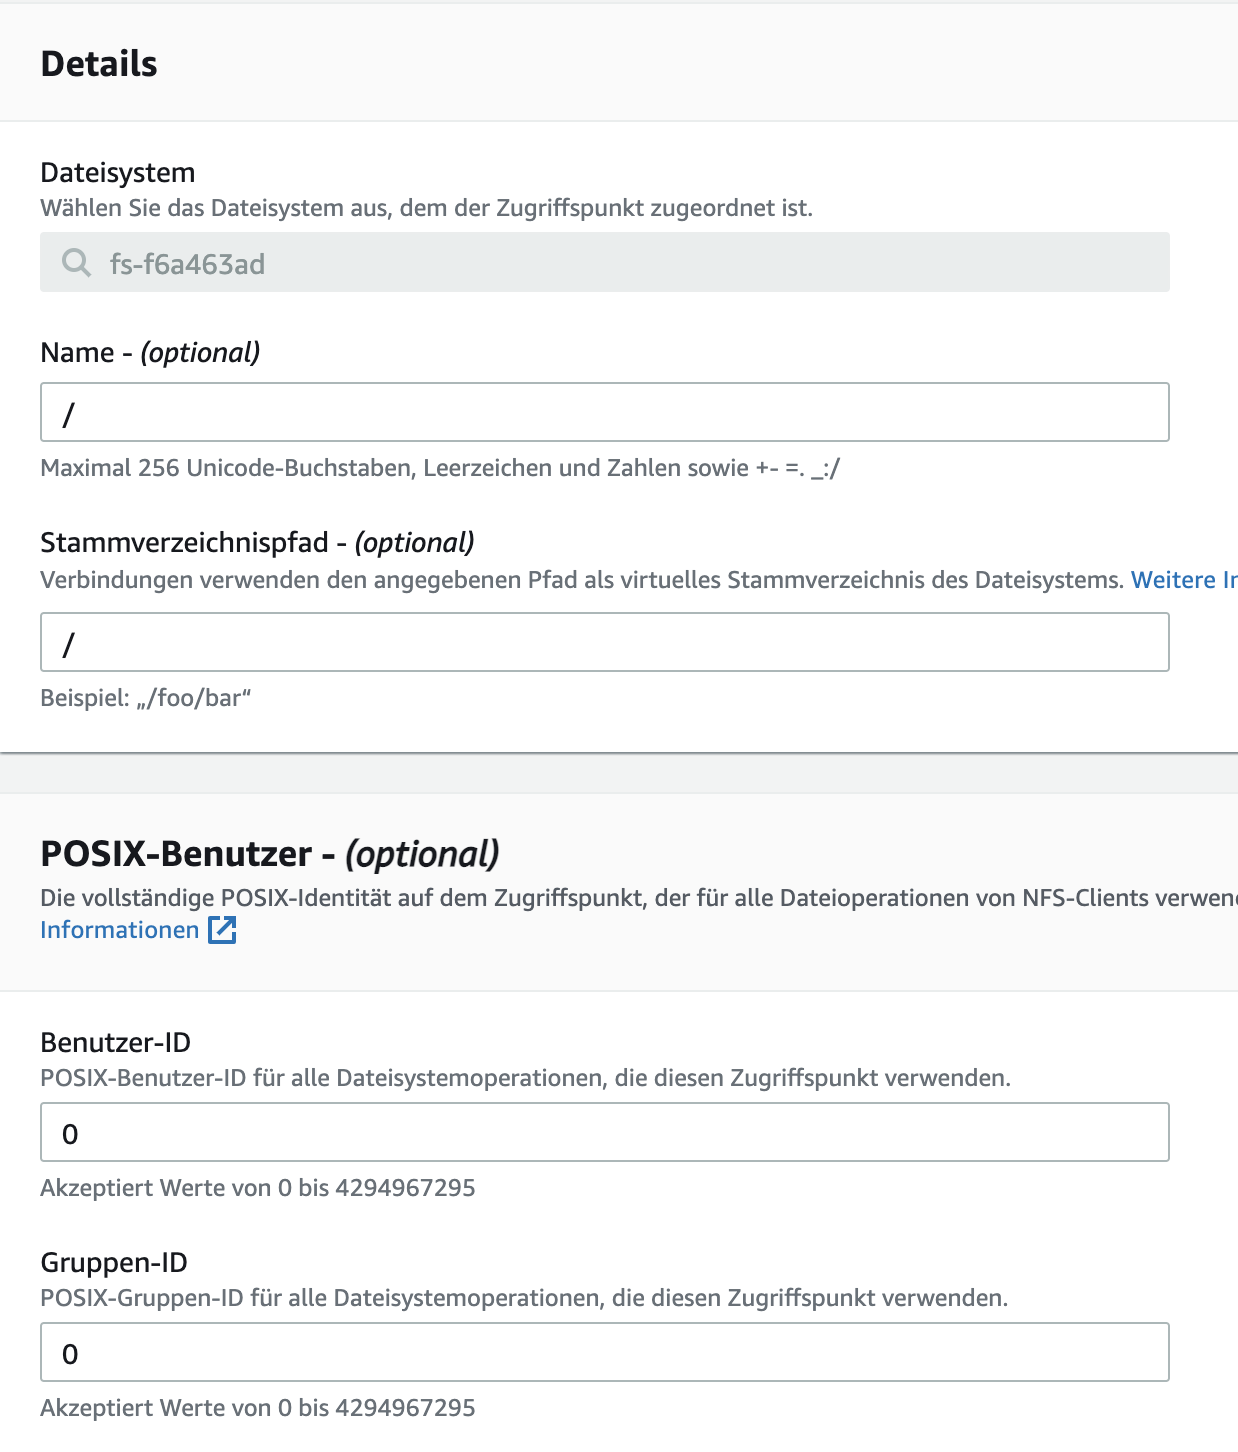 Details
Dateisystem
Wählen Sie das Dateisystem aus, dem der Zugriffspunkt zugeordnet ist.
fs-f6a463ad
Name - (optional)
/
Maximal 256 Unicode-Buchstaben, Leerzeichen und Zahlen sowie +- =. _:/
Stammverzeichnispfad - (optional)
Verbindungen verwenden den angegebenen Pfad als virtuelles Stammverzeichnis des Dateisystems. Weitere
/
Beispiel: „/foo/bar“
POSIX-Benutzer - (optional)
Die vollständige POSIX-Identität auf dem Zugriffspunkt, der für alle Dateioperationen von NFS-Clients
Informationen
Benutzer-ID
POSIX-Benutzer-ID für alle Dateisystemoperationen, die diesen Zugriffspunkt verwenden.
0
Akzeptiert Werte von 0 bis 4294967295
Gruppen-ID
POSIX-Gruppen-ID für alle Dateisystemoperationen, die diesen Zugriffspunkt verwenden.
0
Akzeptiert Werte von 0 bis 4294967295